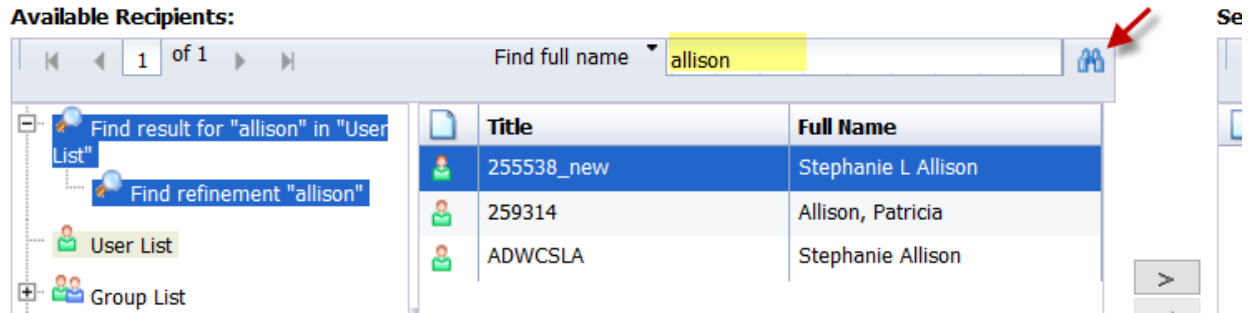 Available Recipients:
Se
1 of 1
Find full name allison
Find result for "allison" in "User
List"
Find refinement "allison"
User List
Group List
Title Full Name
255538_new Stephanie L Allison
259314 Allison, Patricia
ADWCSLA Stephanie Allison
>